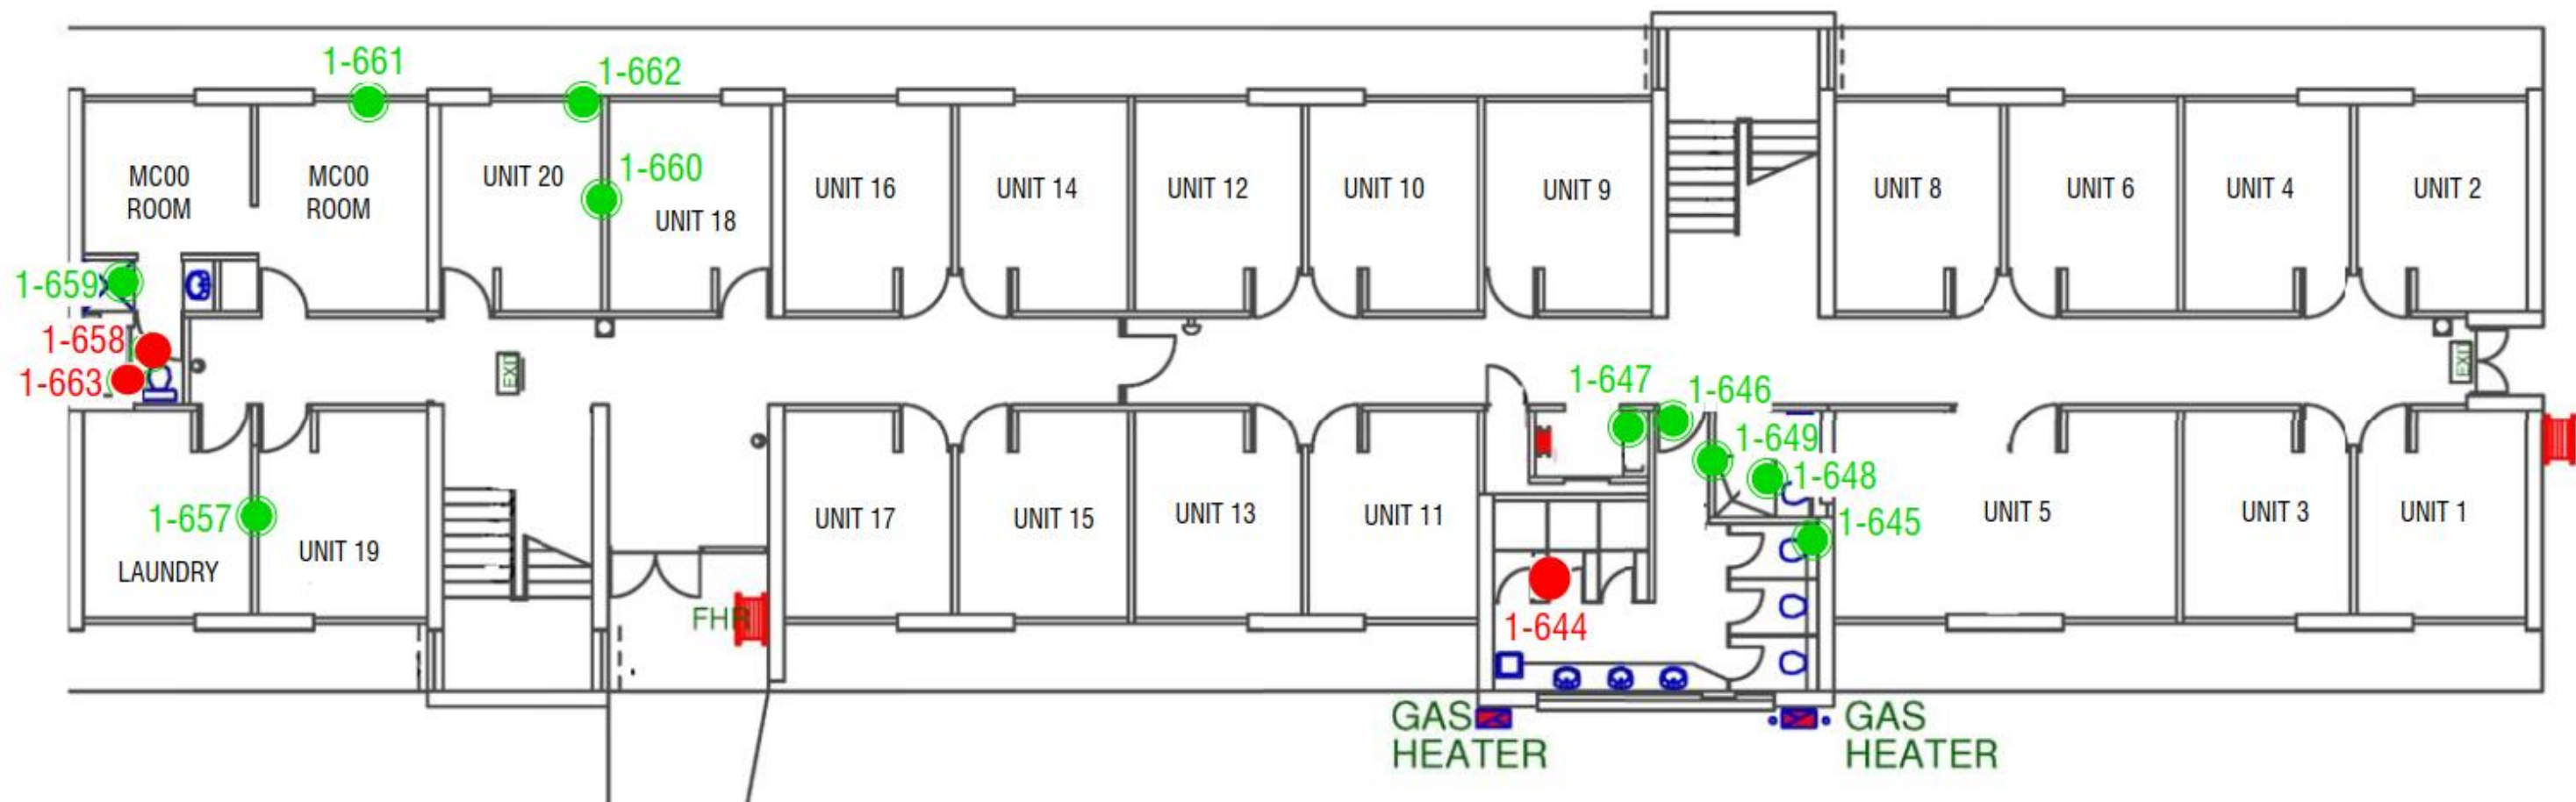 1-661
1-662
MC00
ROOM
MC00
ROOM
UNIT 20
1-660
UNIT 18
UNIT 16
UNIT 14
UNIT 12
UNIT 10
UNIT 9
UNIT 8
UNIT 6
UNIT 4
UNIT 2
1-659
1-658
1-663
EXIT
EXIT
1-647
1-646
1-649
1-648
1-657
LAUNDRY
UNIT 19
FHR
UNIT 17
UNIT 15
UNIT 13
UNIT 11
1-645
1-644
UNIT 5
UNIT 3
UNIT 1
GAS
HEATER
GAS
HEATER